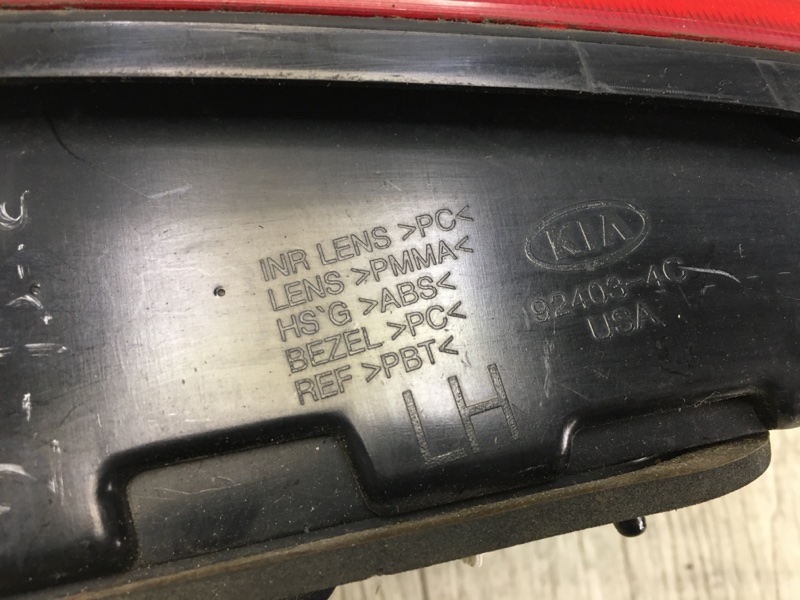 INR LENS >PC<
LENS >PMMA<
HS`G >ABS<
BEZEL >PC<
REF >PBT<
LH
KIA
92403-4C
USA